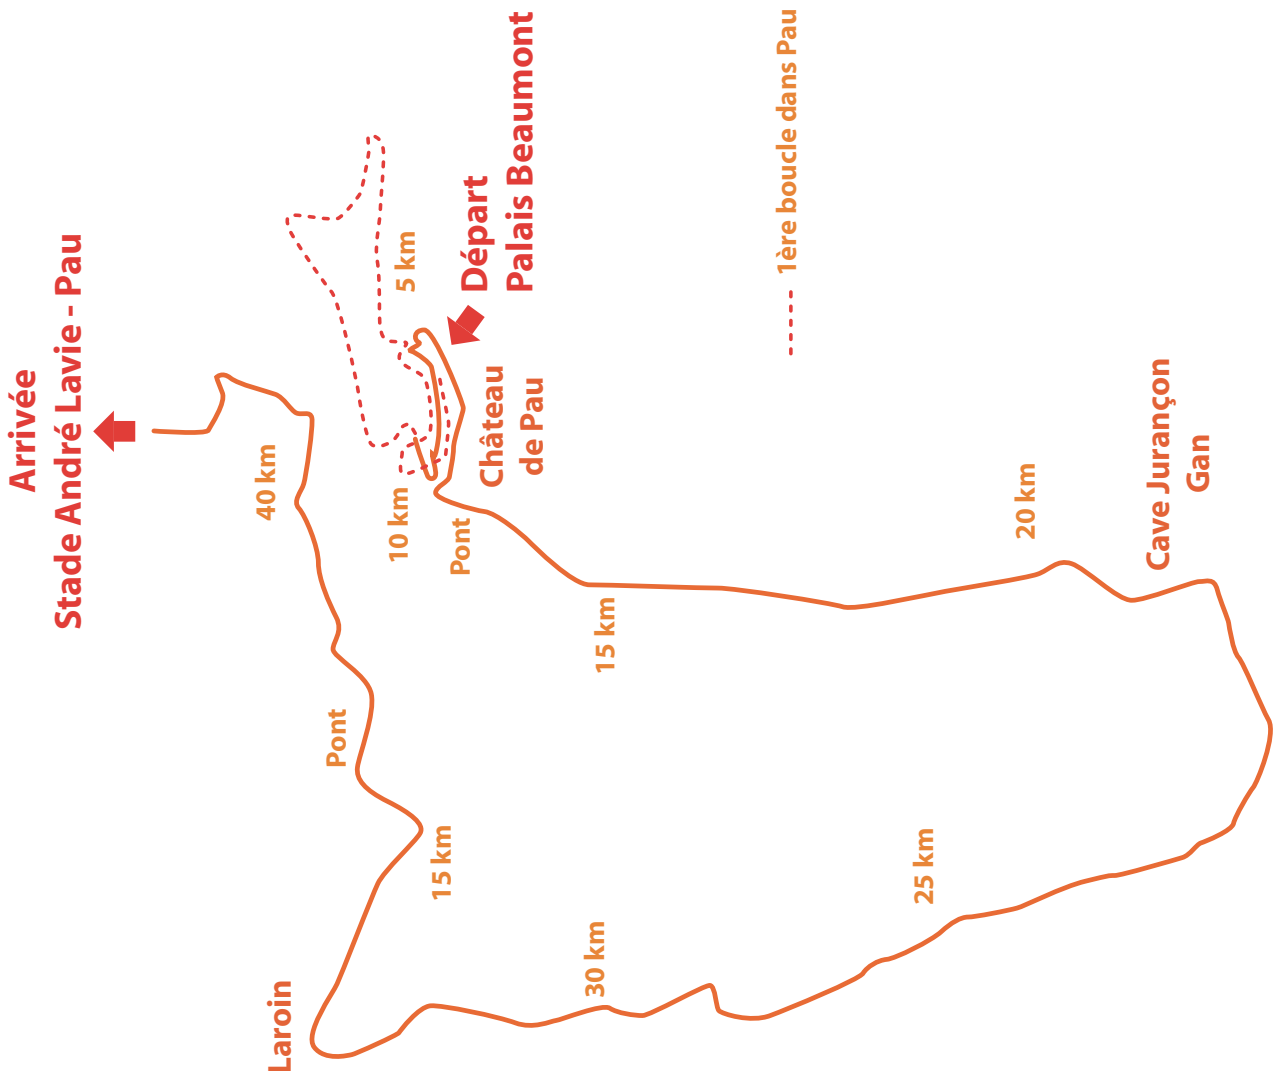 Arrivée
Stade André Lavie - Pau
40 km
Pont
Laroin
5 km
10 km
15 km
Départ
Palais Beaumont
Château
de Pau
Pont
15 km
30 km
1ère boucle dans Pau
25 km
20 km
Cave Jurançon
Gan